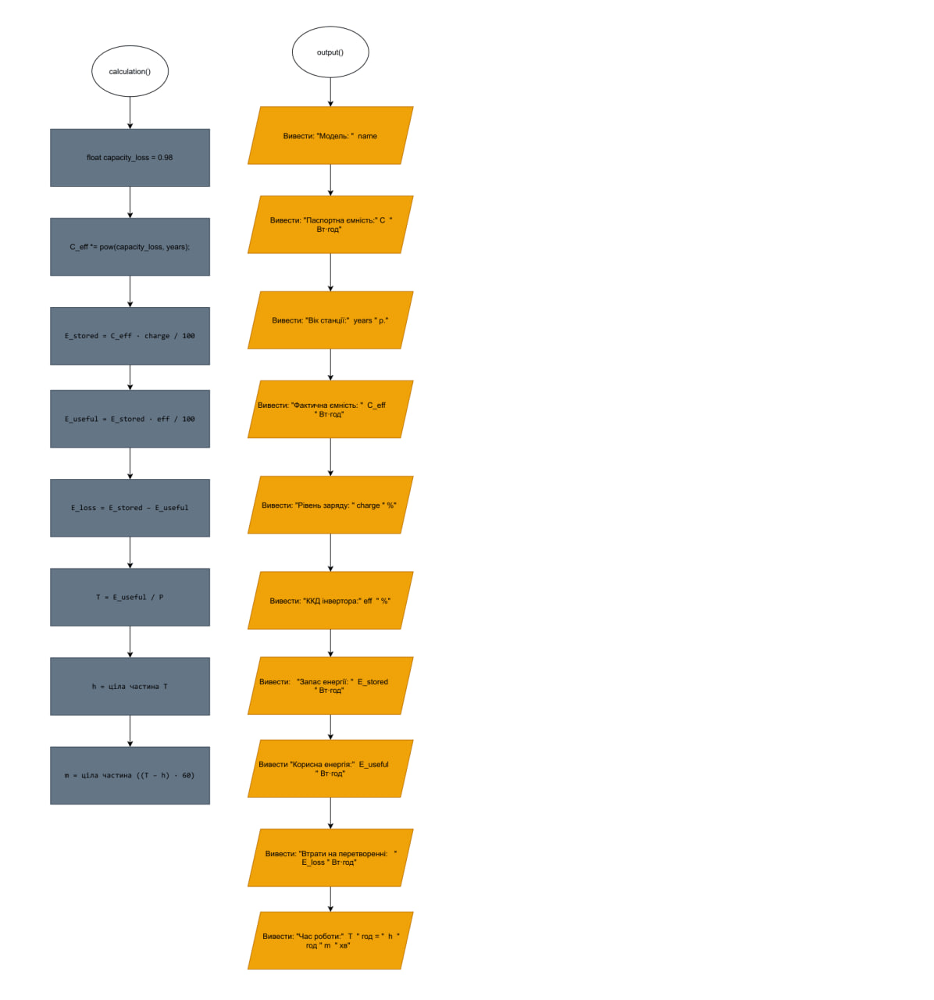 calculation()
float capacity_loss = 0.98
C_eff *= pow(capacity_loss, years);
E_stored = C_eff · charge / 100
E_useful = E_stored · eff / 100
E_loss = E_stored – E_useful
T = E_useful / P
h = ціла частина T
m = ціла частина ((T – h) · 60)
output()
Вивести: "Модель: "  name
Вивести: "Паспортна ємність:" C  "
Вт·год"
Вивести: "Вік станції:"  years " р."
Вивести: "Фактична ємність: "  C_eff
" Вт·год"
Вивести: "Рівень заряду: " charge " %"
Вивести: "ККД інвертора:" eff  " %"
Вивести:   "Запас енергії: "  E_stored
" Вт·год"
Вивести "Корисна енергія:"  E_useful
" Вт·год"
Вивести: "Втрати на перетворенні:   "
E_loss " Вт·год"
Вивести: "Час роботи:"  T  " год = "  h  "
год " m  " хв"